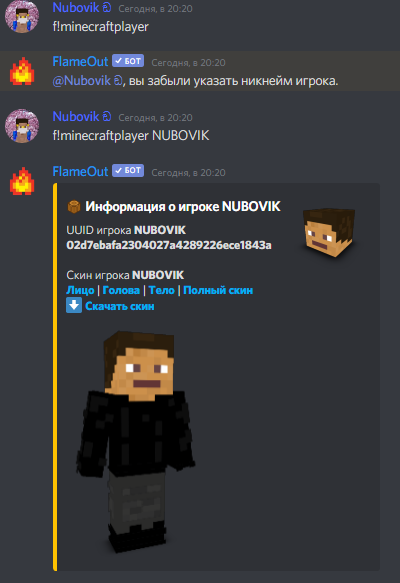 Nubovik Сегодня, в 20:20
f!minecraftplayer
FlameOut БОТ Сегодня, в 20:20
@Nubovik, вы забыли указать никнейм игрока.
Nubovik Сегодня, в 20:20
f!minecraftplayer NUBOVIK
FlameOut БОТ Сегодня, в 20:20
Информация о игроке NUBOVIK
UUID игрока NUBOVIK
02d7ebafa2304027a4289226ece1843a
Скин игрока NUBOVIK
Лицо | Голова | Тело | Полный скин
Скачать скин